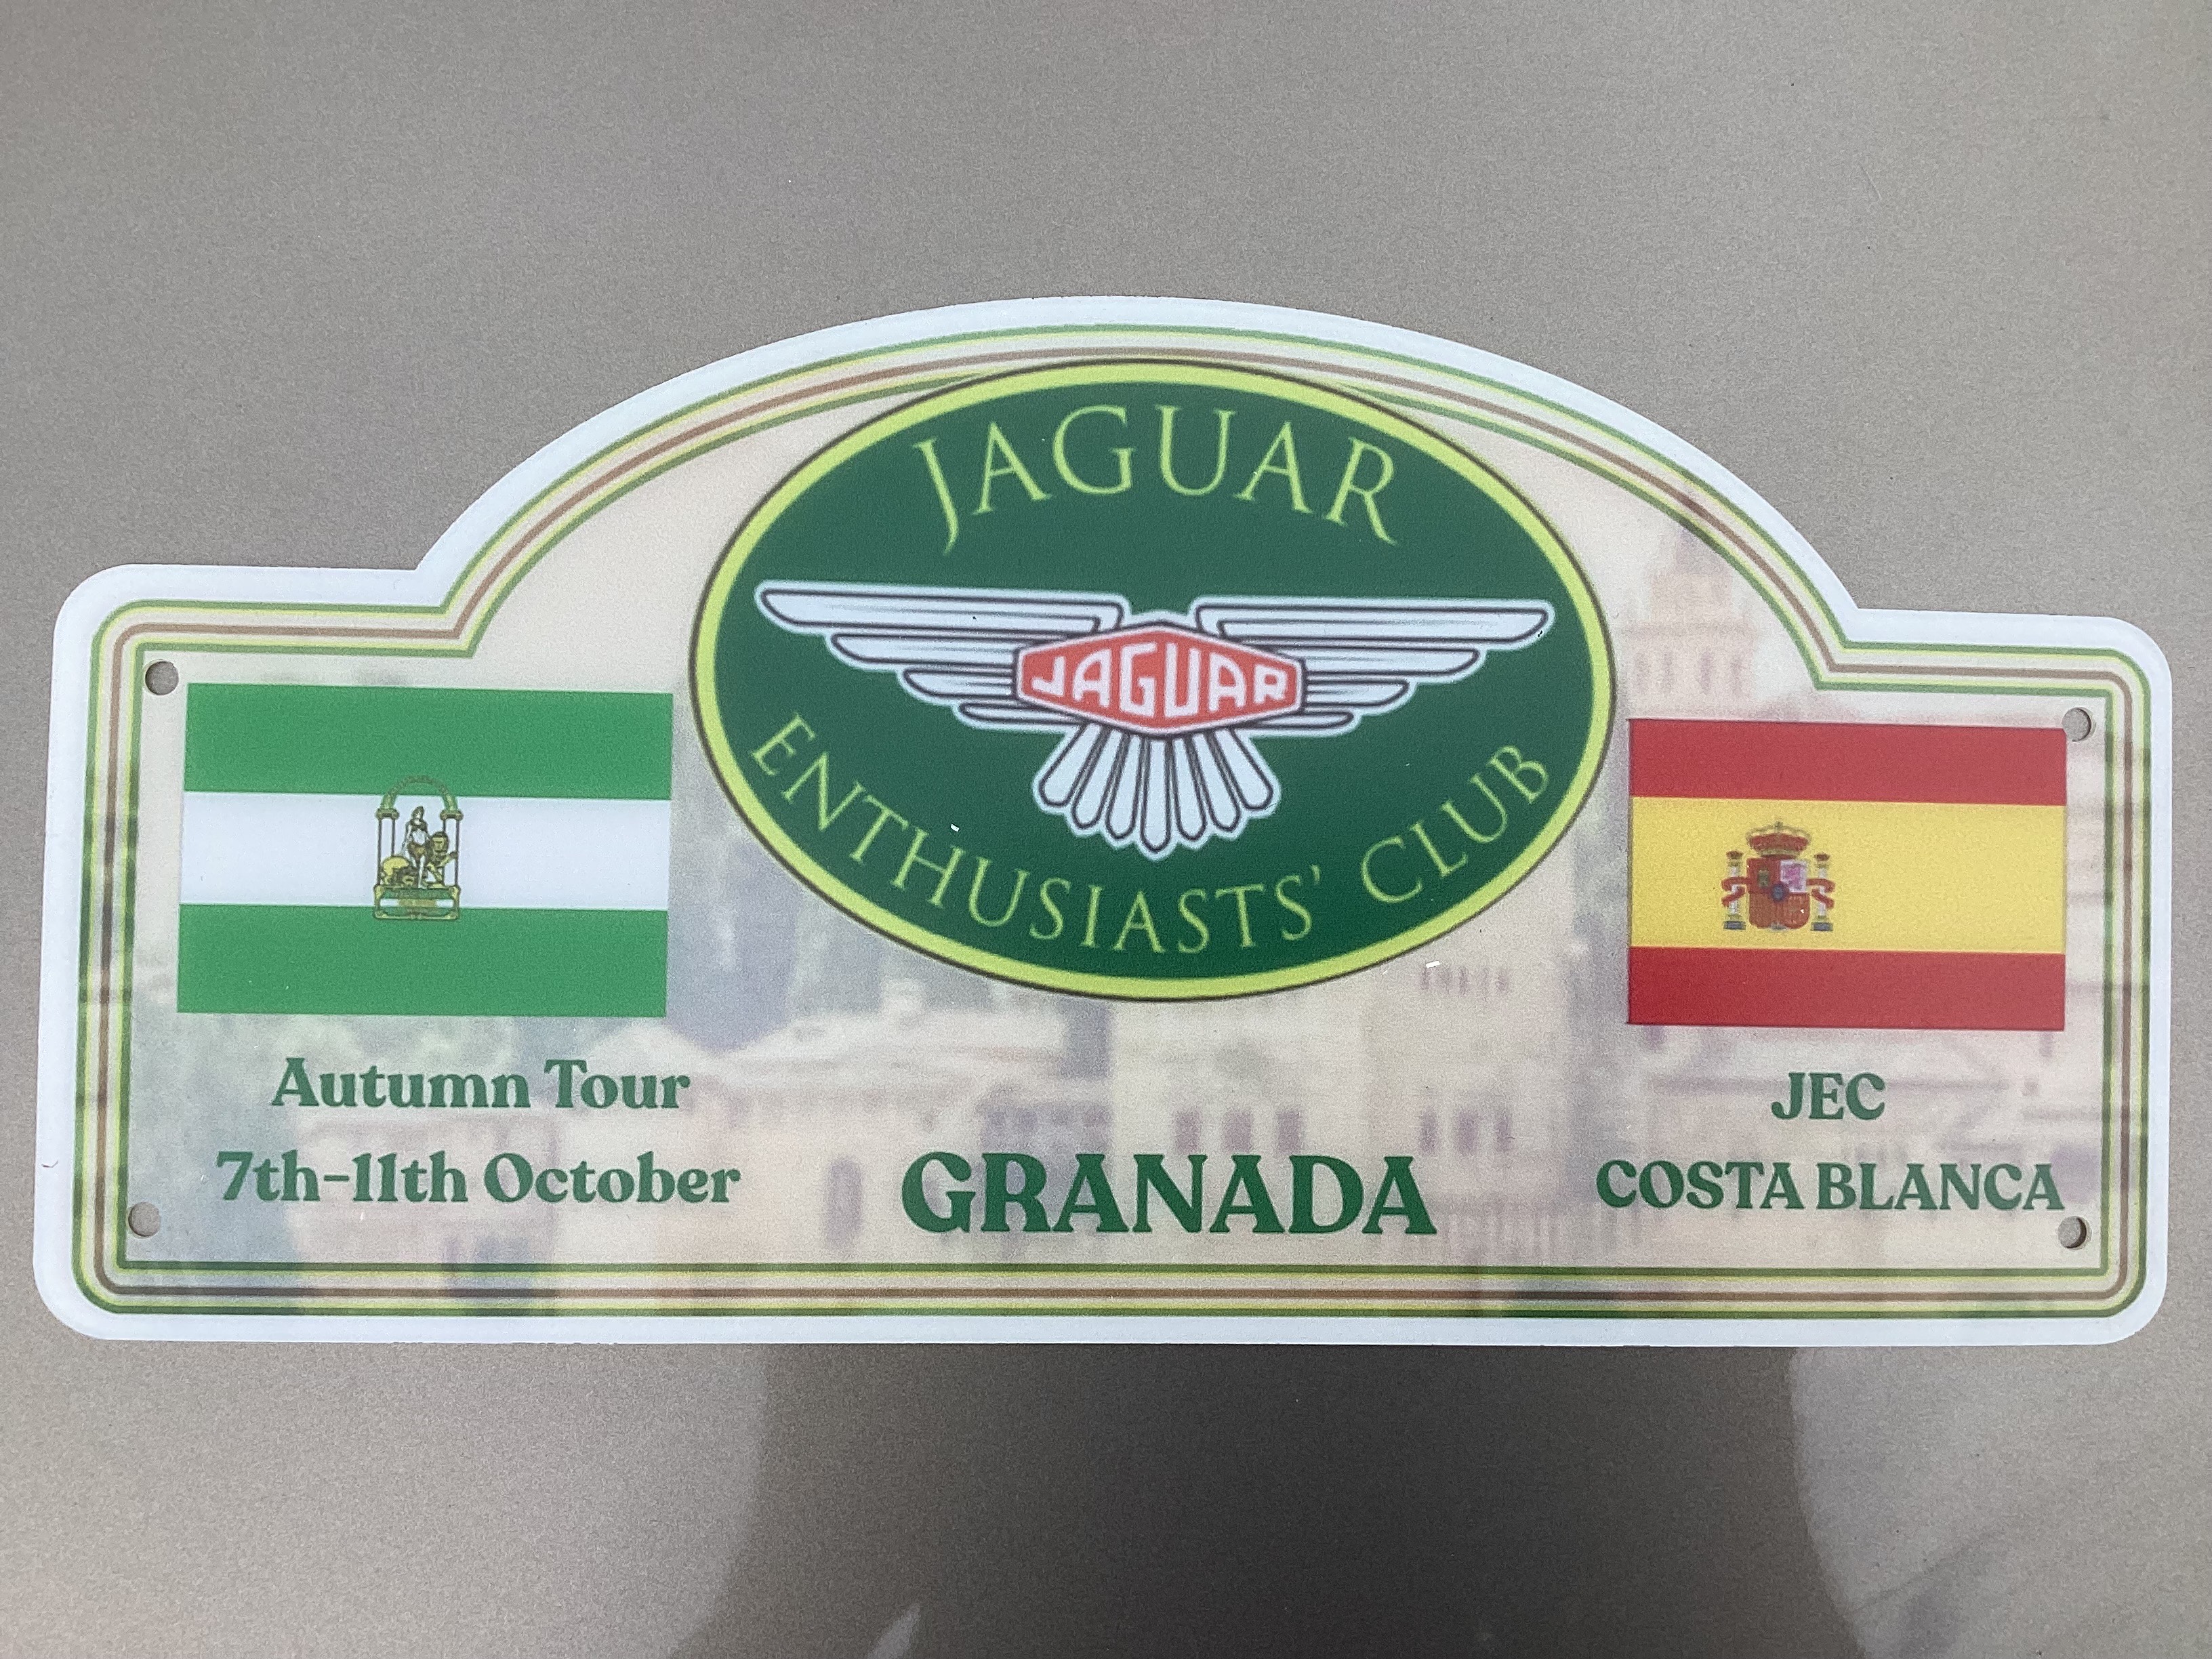 JAGUAR
JAGUAR
ENTHUSIASTS' CLUB
Autumn Tour
7th-11th October
GRANADA
JEC
COSTA BLANCA